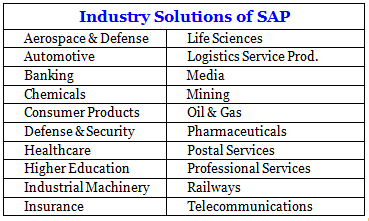 Industry Solutions of SAP
Aerospace & Defense Life Sciences
Automotive Logistics Service Prod.
Banking Media
Chemicals Mining
Consumer Products Oil & Gas
Defense & Security Pharmaceuticals
Healthcare Postal Services
Higher Education Professional Services
Industrial Machinery Railways
Insurance Telecommunications